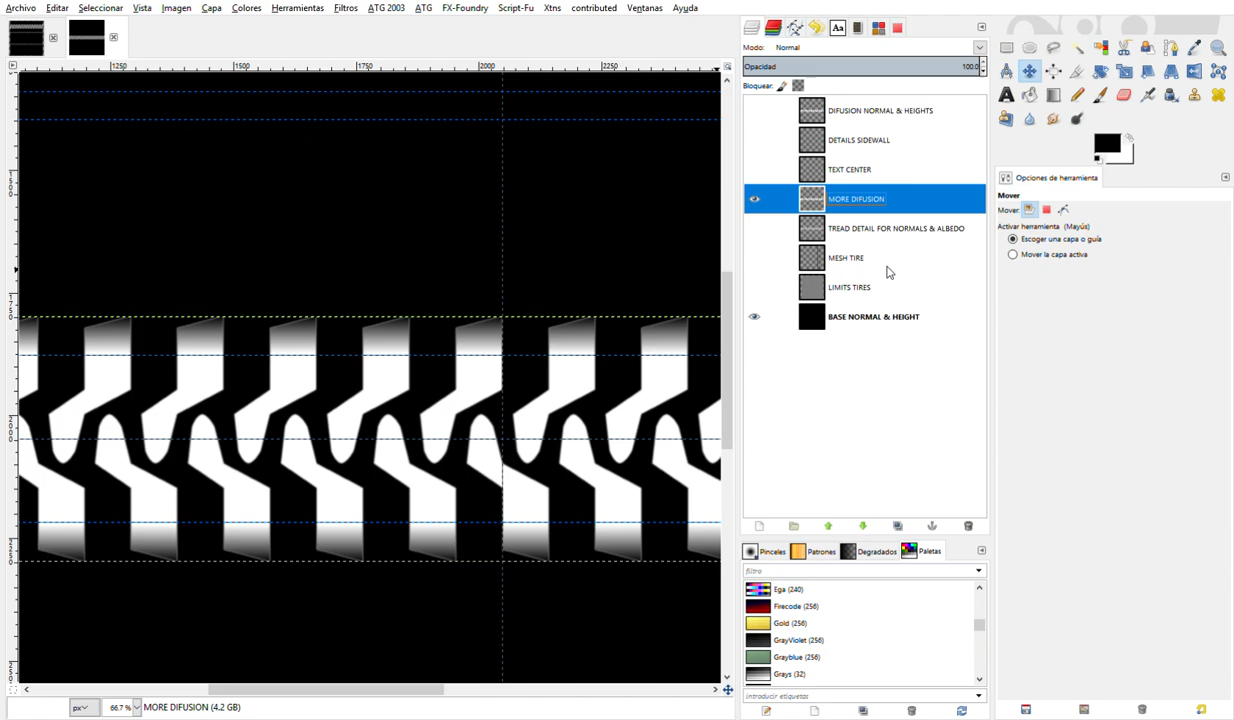 Archivo Editar Seleccionar Vista Imagen Capa Colores Herramientas Filtros ATG 2003 ATG FX-Foundry Script-Fu Xtns contributed Ventanas Ayuda
Aa
Modo: Normal
Opacidad 100.0
Bloquear:
1250 1500 1750 2000 2250
DIFUSION NORMAL & HEIGHTS
DETAILS SIDEWALL
TEXT CENTER
MORE DIFUSION
TREAD DETAIL FOR NORMALS & ALBEDO
MESH TIRE
LIMITS TIRES
BASE NORMAL & HEIGHT
Opciones de herramienta
Mover
Mover:
Activar herramienta (Mayús)
Escoger una capa o guía
Mover la capa activa
Pinceles Patrones Degradados Paletas
filtro
Ega (240)
Firecode (256)
Gold (256)
GrayViolet (256)
Grayblue (256)
Grays (32)
introducir etiquetas
px 66.7 % MORE DIFUSION (4.2 GB)